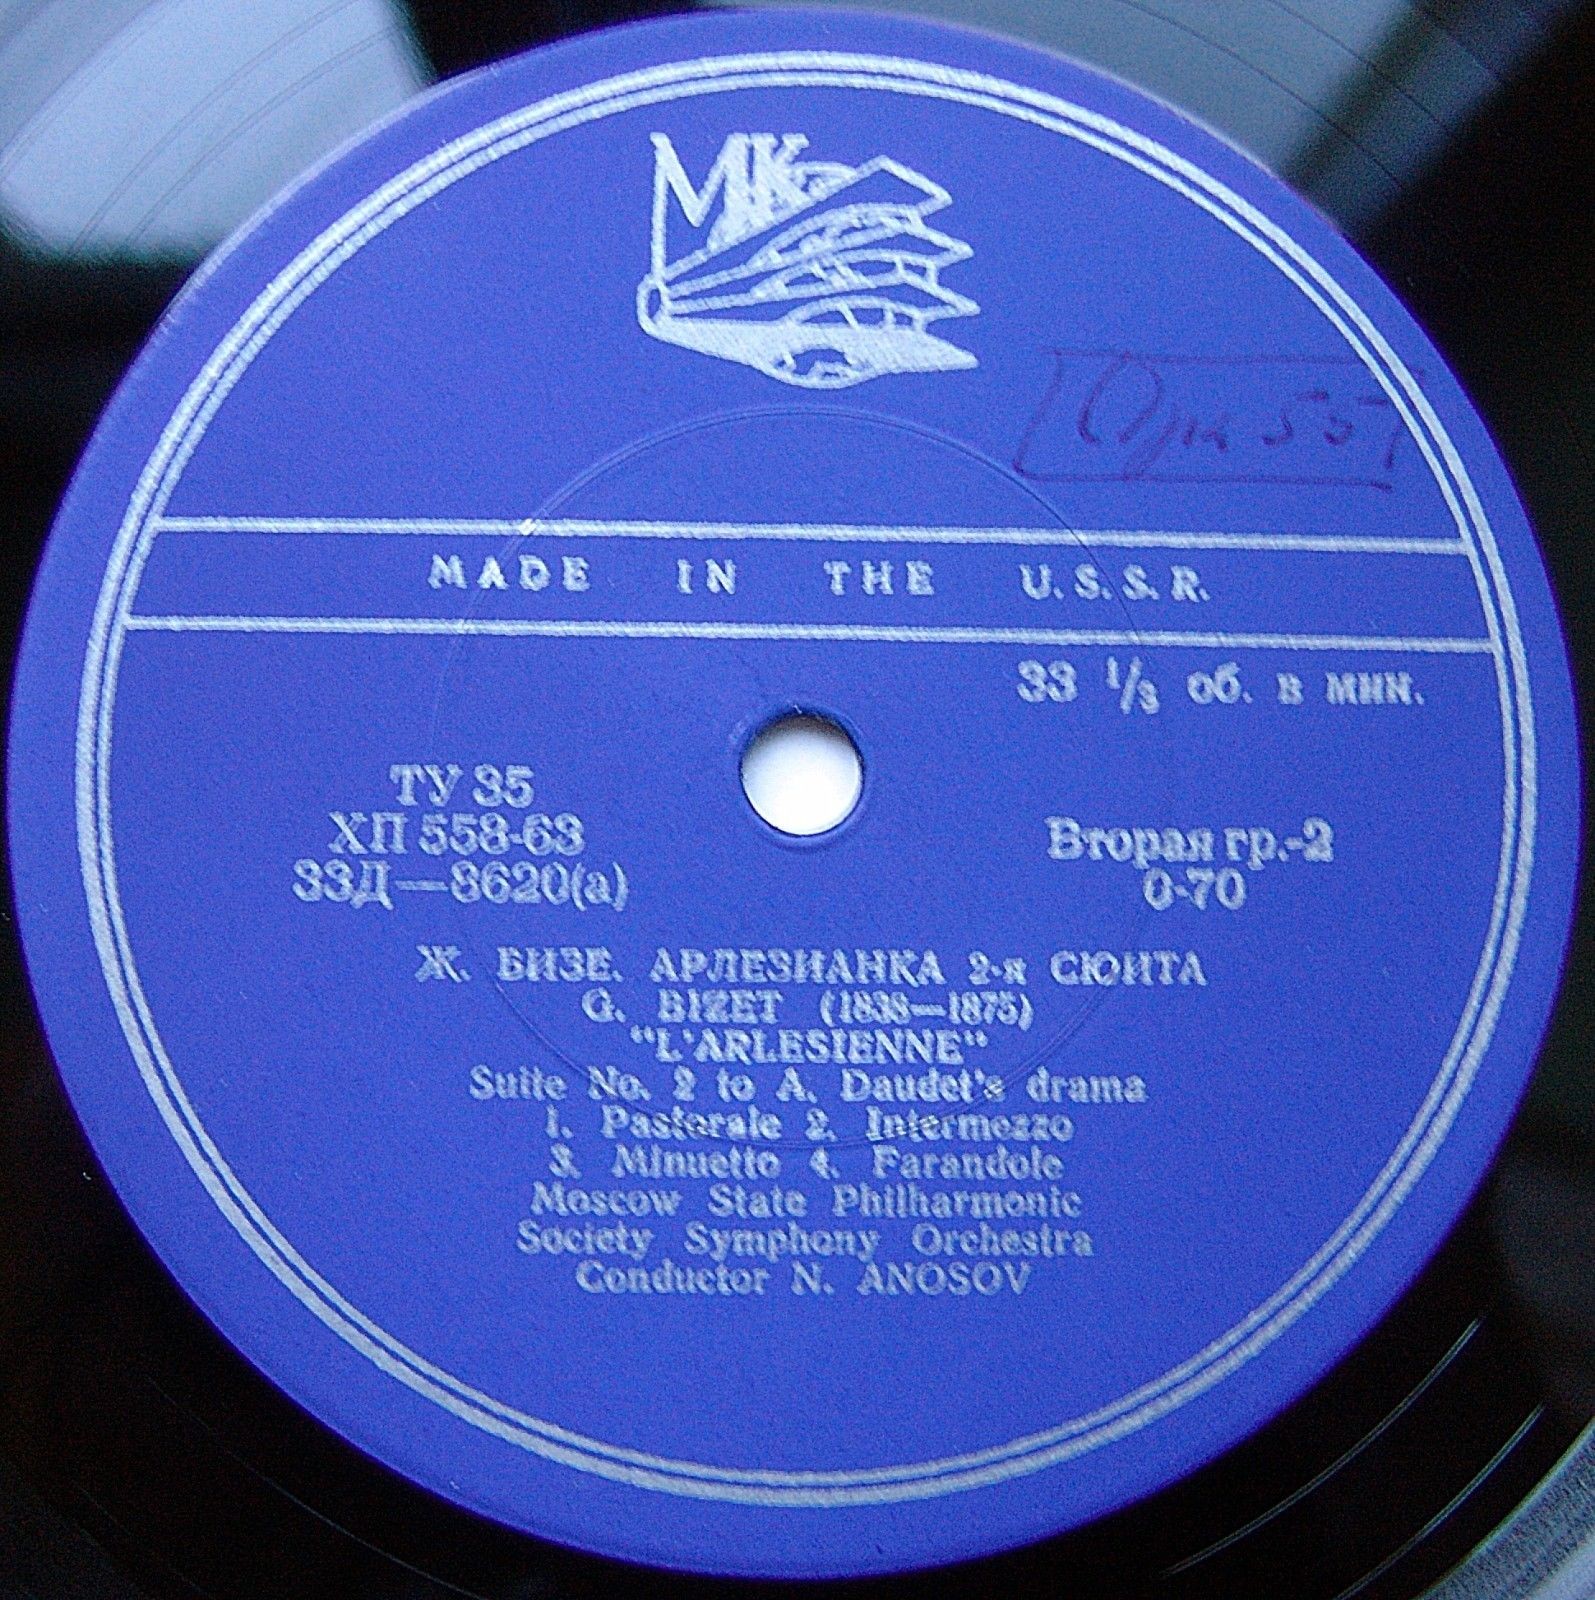 МК
MADE IN THE U.S.S.R.
33 1/3 об. в мин.
ТУ 35
ХП 558-63
33Д—8620(а)
Вторая гр.-2
0-70
Ж. БИЗЕ. АРЛЕЗИАНКА 2-я СЮИТА
G. BIZET (1838—1875)
"L'ARLESIENNE"
Suite No. 2 to A. Daudet's drama
1. Pastorale 2. Intermezzo
3. Minuetto 4. Farandole
Moscow State Philharmonic
Society Symphony Orchestra
Conductor N. ANOSOV